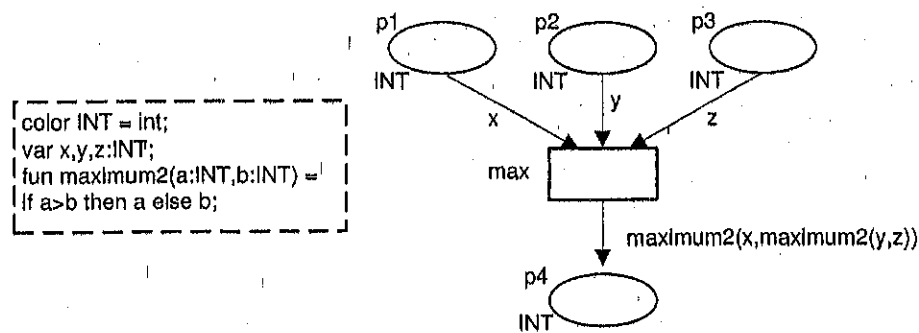 p1
p2
p3
INT
INT
INT
x
y
z
color INT = int;
var x,y,z:INT;
fun maximum2(a:INT,b:INT) =
if a>b then a else b;
max
maximum2(x,maximum2(y,z))
p4
INT